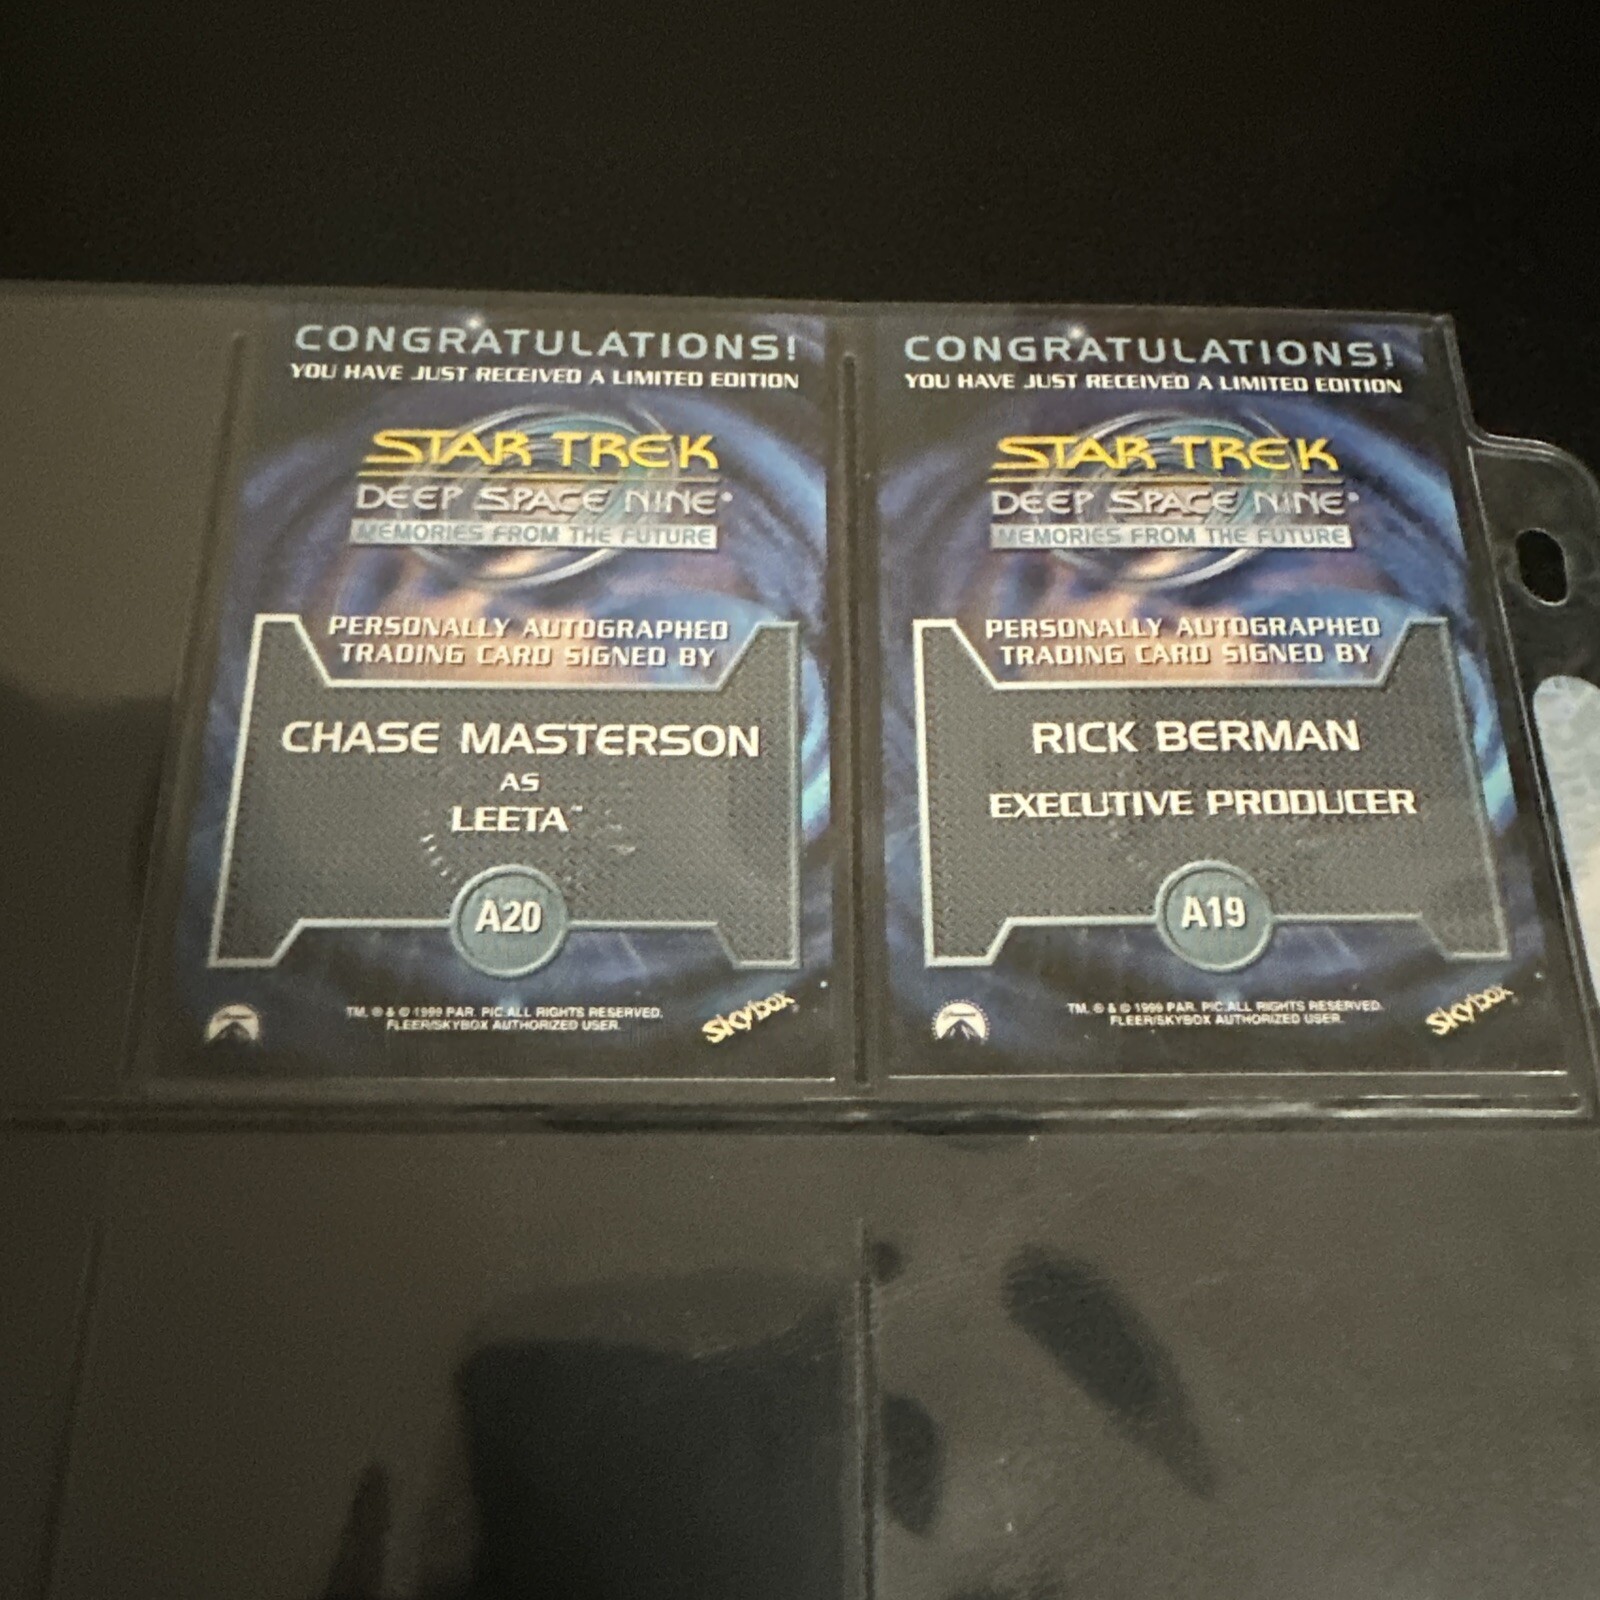 CONGRATULATIONS!
YOU HAVE JUST RECEIVED A LIMITED EDITION
STAR TREK
DEEP SPACE NINE®
MEMORIES FROM THE FUTURE
PERSONALLY AUTOGRAPHED
TRADING CARD SIGNED BY
CHASE MASTERSON
AS
LEETA™
A20
TM, ® & © 1999 PAR. PIC. ALL RIGHTS RESERVED.
FLEER/SKYBOX AUTHORIZED USER.
SkyBox
CONGRATULATIONS!
YOU HAVE JUST RECEIVED A LIMITED EDITION
STAR TREK
DEEP SPACE NINE®
MEMORIES FROM THE FUTURE
PERSONALLY AUTOGRAPHED
TRADING CARD SIGNED BY
RICK BERMAN
EXECUTIVE PRODUCER
A19
TM, ® & © 1999 PAR. PIC. ALL RIGHTS RESERVED.
FLEER/SKYBOX AUTHORIZED USER.
SkyBox